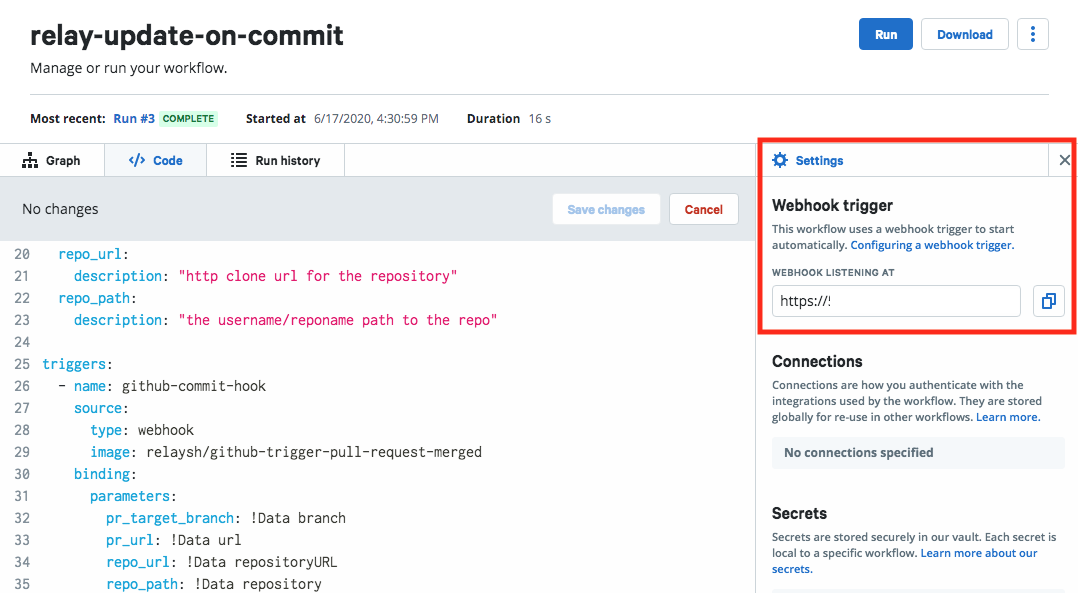 relay-update-on-commit
Run
Download
Manage or run your workflow.
Most recent: Run #3 COMPLETE Started at 6/17/2020, 4:30:59 PM Duration 16 s
Graph
</> Code
Run history
No changes
Save changes
Cancel
20 repo_url:
21 description: "http clone url for the repository"
22 repo_path:
23 description: "the username/reponame path to the repo"
24
25 triggers:
26 - name: github-commit-hook
27 source:
28 type: webhook
29 image: relaysh/github-trigger-pull-request-merged
30 binding:
31 parameters:
32 pr_target_branch: !Data branch
33 pr_url: !Data url
34 repo_url: !Data repositoryURL
35 repo_path: !Data repository
Settings
Webhook trigger
This workflow uses a webhook trigger to start
automatically. Configuring a webhook trigger.
WEBHOOK LISTENING AT
https://
Connections
Connections are how you authenticate with the
integrations used by the workflow. They are stored
globally for re-use in other workflows. Learn more.
No connections specified
Secrets
Secrets are stored securely in our vault. Each secret is
local to a specific workflow. Learn more about our
secrets.